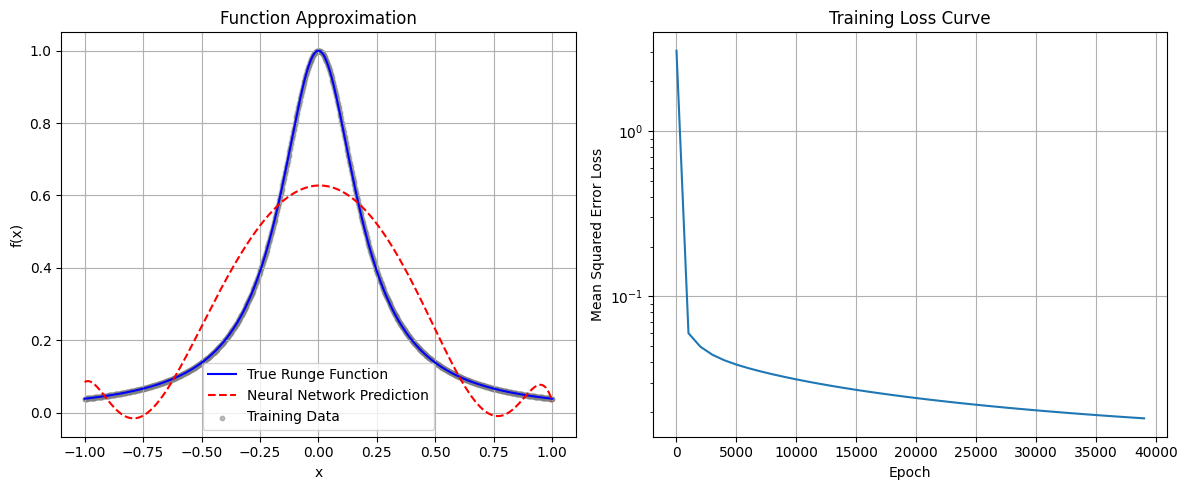 Function Approximation
f(x)
1.0
0.8
0.6
0.4
0.2
0.0
True Runge Function
Neural Network Prediction
Training Data
−1.00 −0.75 −0.50 −0.25 0.00 0.25 0.50 0.75 1.00
x
Training Loss Curve
Mean Squared Error Loss
10⁰
10⁻¹
0 5000 10000 15000 20000 25000 30000 35000 40000
Epoch